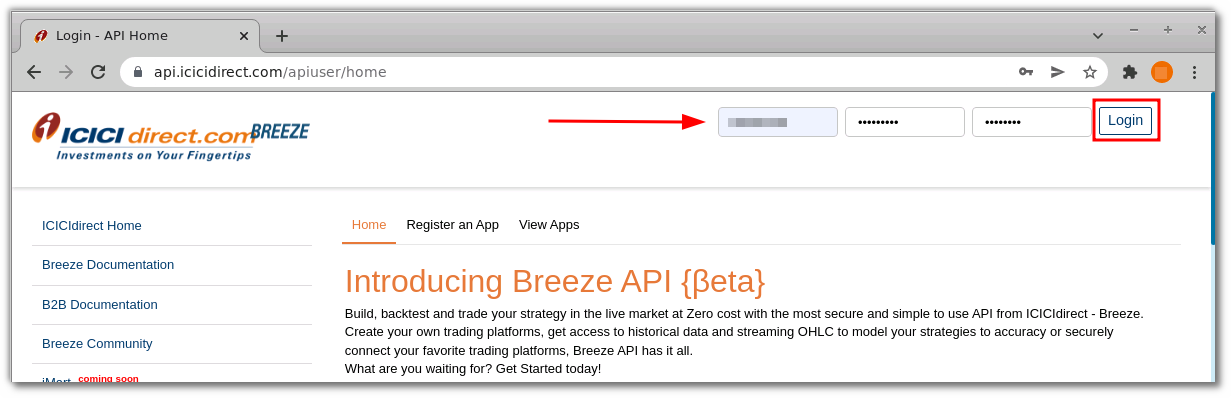 Login - API Home
api.icicidirect.com/apiuser/home
ICICI direct.com BREEZE
Investments on Your Fingertips
••••••••• •••••••• Login
Home Register an App View Apps
ICICIdirect Home
Breeze Documentation
B2B Documentation
Breeze Community
iMart coming soon
Introducing Breeze API {βeta}
Build, backtest and trade your strategy in the live market at Zero cost with the most secure and simple to use API from ICICIdirect - Breeze.
Create your own trading platforms, get access to historical data and streaming OHLC to model your strategies to accuracy or securely
connect your favorite trading platforms, Breeze API has it all.
What are you waiting for? Get Started today!